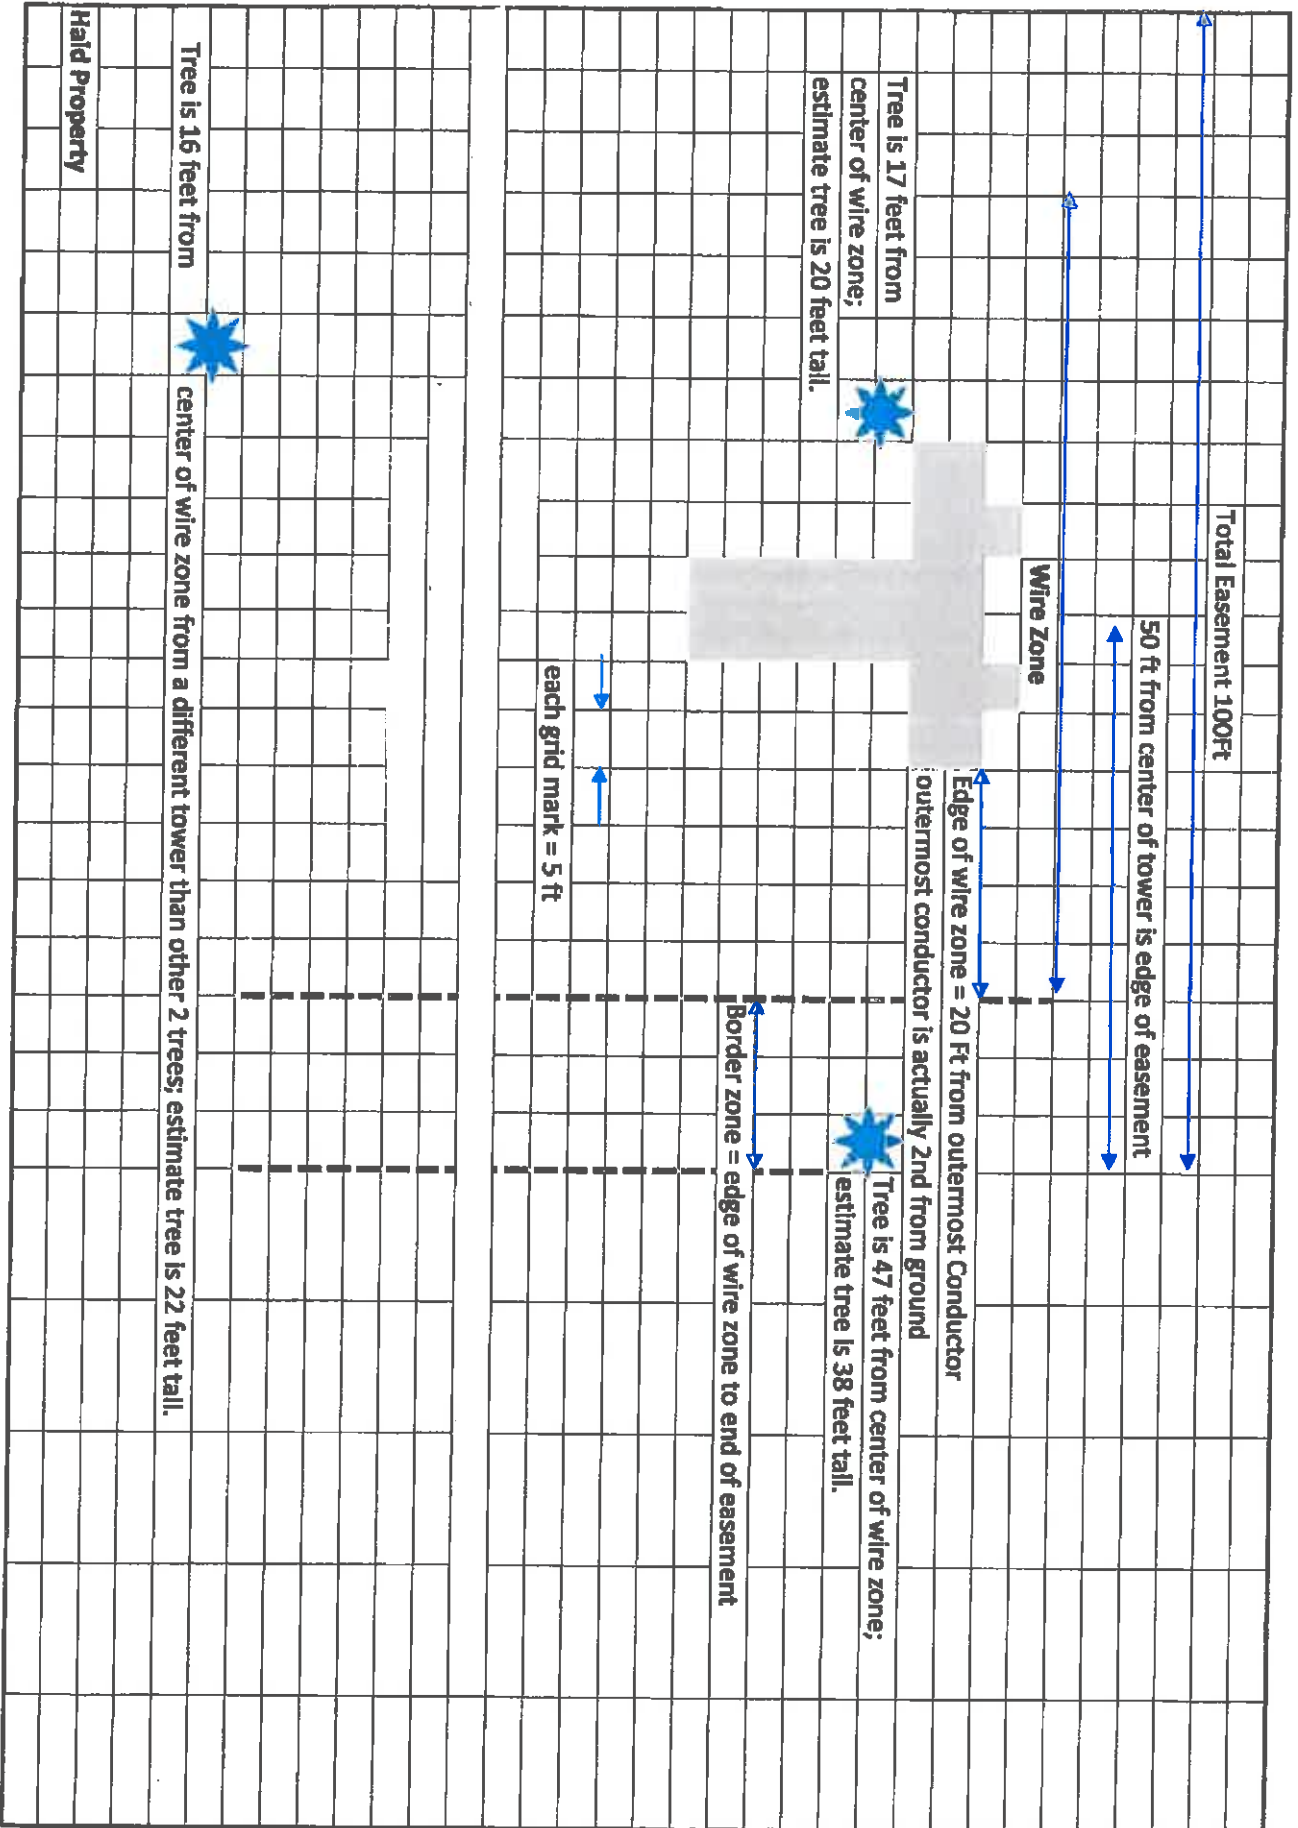 Total Easement 100Ft
50 ft from center of tower is edge of easement
Wire Zone
Edge of wire zone = 20 Ft from outermost Conductor
outermost conductor is actually 2nd from ground
Tree is 17 feet from
center of wire zone;
estimate tree is 20 feet tall.
Tree is 47 feet from center of wire zone;
estimate tree is 38 feet tall.
Border zone = edge of wire zone to end of easement
each grid mark = 5 ft
Tree is 16 feet from center of wire zone from a different tower than other 2 trees; estimate tree is 22 feet tall.
Hald Property